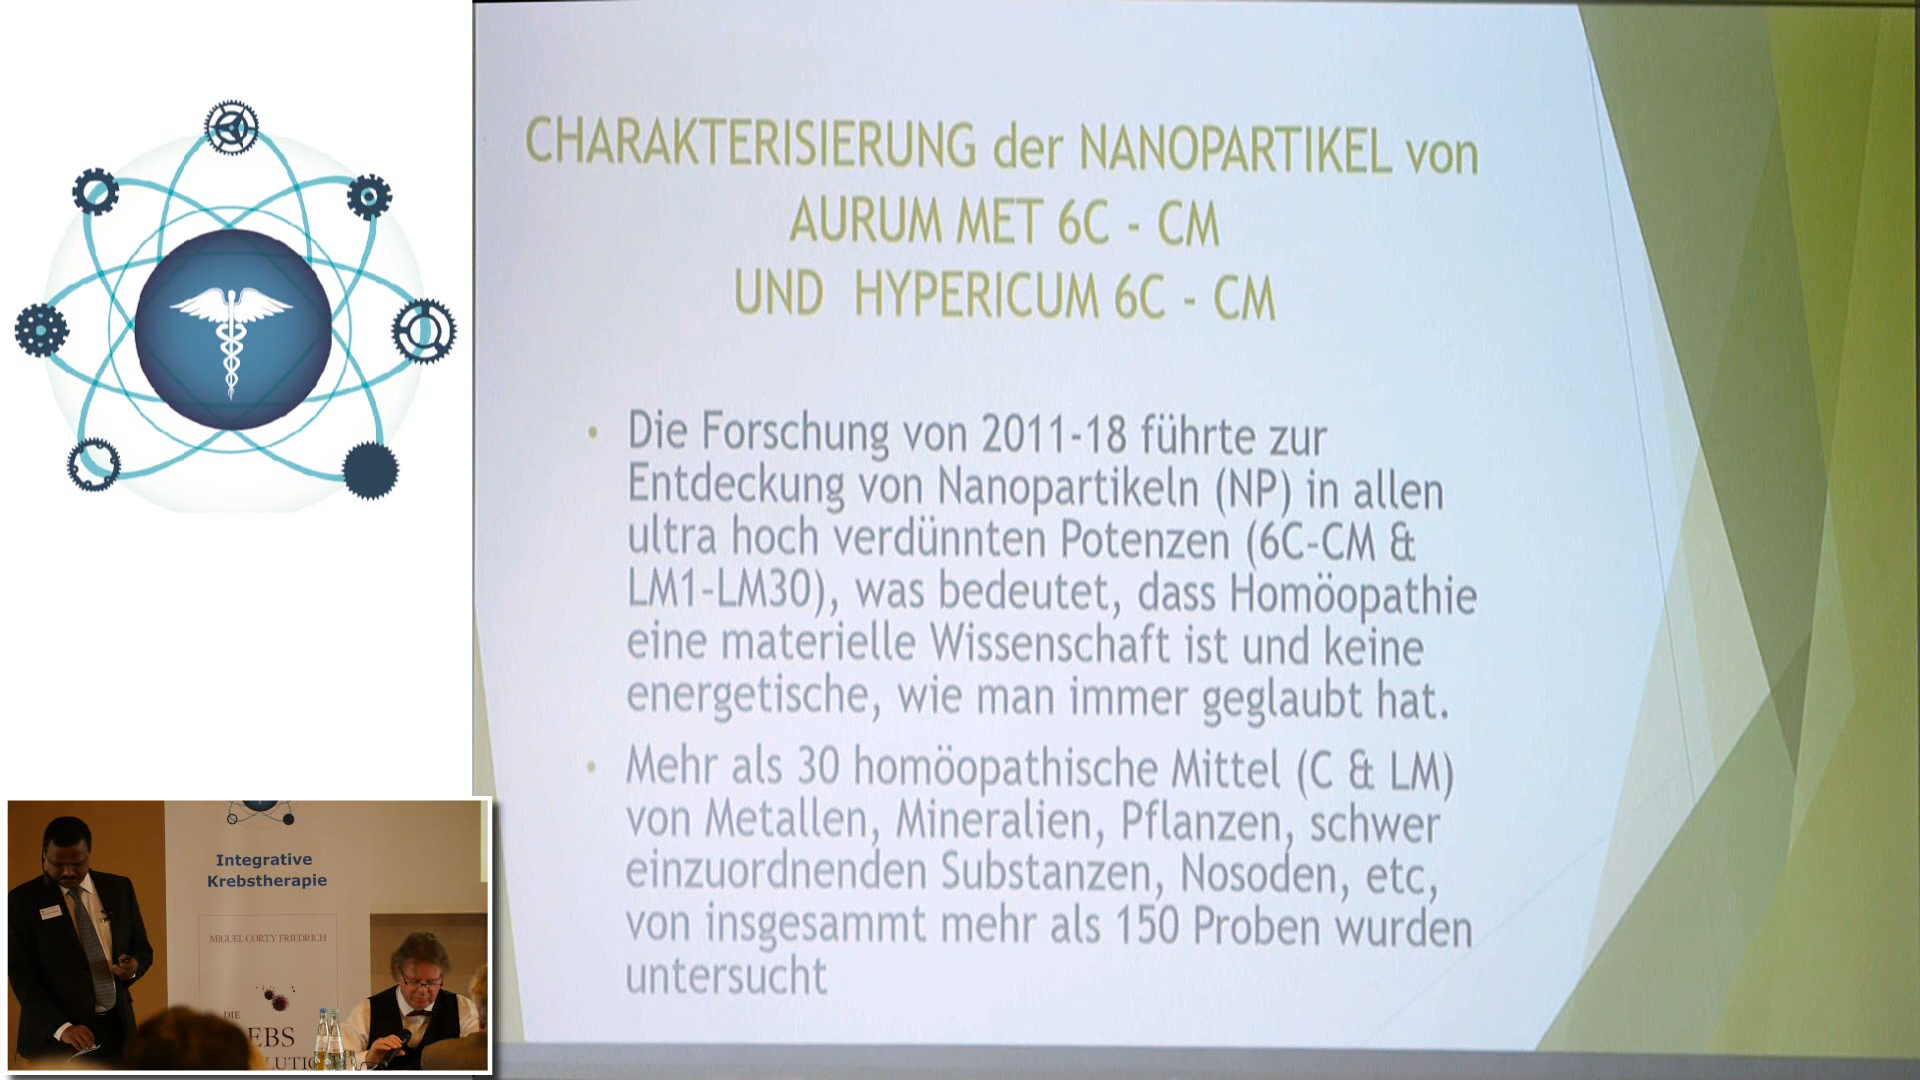 CHARAKTERISIERUNG der NANOPARTIKEL von
AURUM MET 6C - CM
UND HYPERICUM 6C - CM
• Die Forschung von 2011-18 führte zur
Entdeckung von Nanopartikeln (NP) in allen
ultra hoch verdünnten Potenzen (6C-CM &
LM1-LM30), was bedeutet, dass Homöopathie
eine materielle Wissenschaft ist und keine
energetische, wie man immer geglaubt hat.
• Mehr als 30 homöopathische Mittel (C & LM)
von Metallen, Mineralien, Pflanzen, schwer
einzuordnenden Substanzen, Nosoden, etc,
von insgesammt mehr als 150 Proben wurden
untersucht
Integrative
Krebstherapie
MIGUEL CORTY FRIEDRICH
DIE
EBS
LUTI